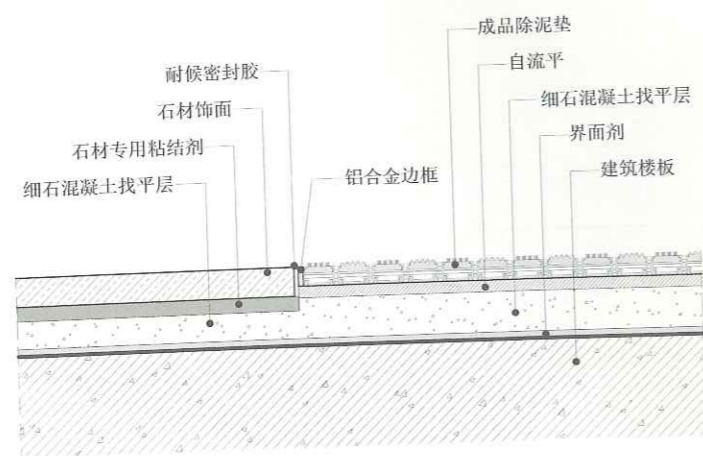 成品除泥垫
自流平
耐候密封胶
细石混凝土找平层
石材饰面
界面剂
石材专用粘结剂
建筑楼板
细石混凝土找平层
铝合金边框